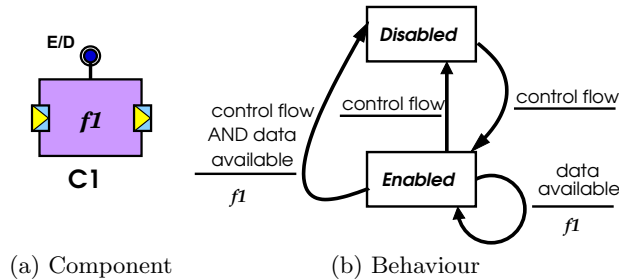 E/D
f1
C1
(a) Component
Disabled
control flow
AND data
available
f1
control flow
control flow
Enabled
data
available
f1
(b) Behaviour